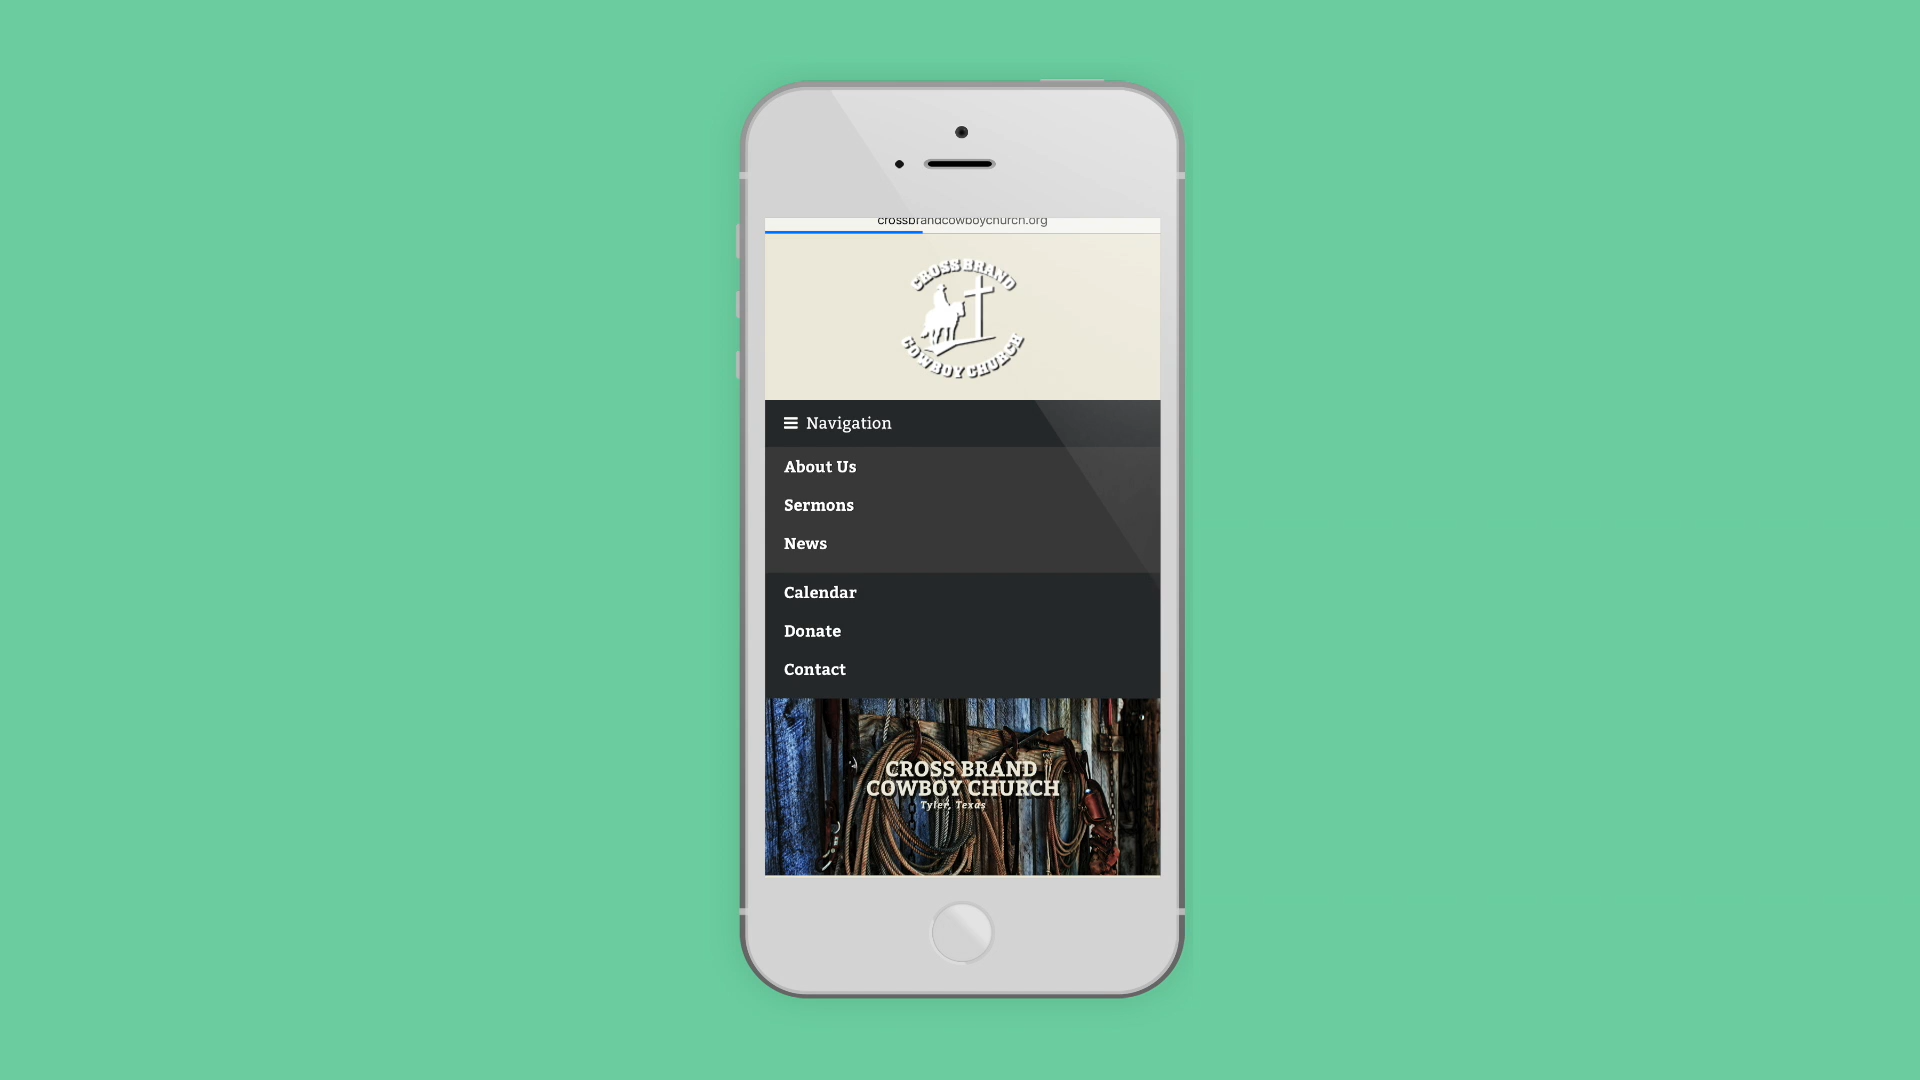 crossbrandcowboychurch.org
CROSS BRAND
COWBOY CHURCH
Navigation
About Us
Sermons
News
Calendar
Donate
Contact
CROSS BRAND
COWBOY CHURCH
Tyler, Texas